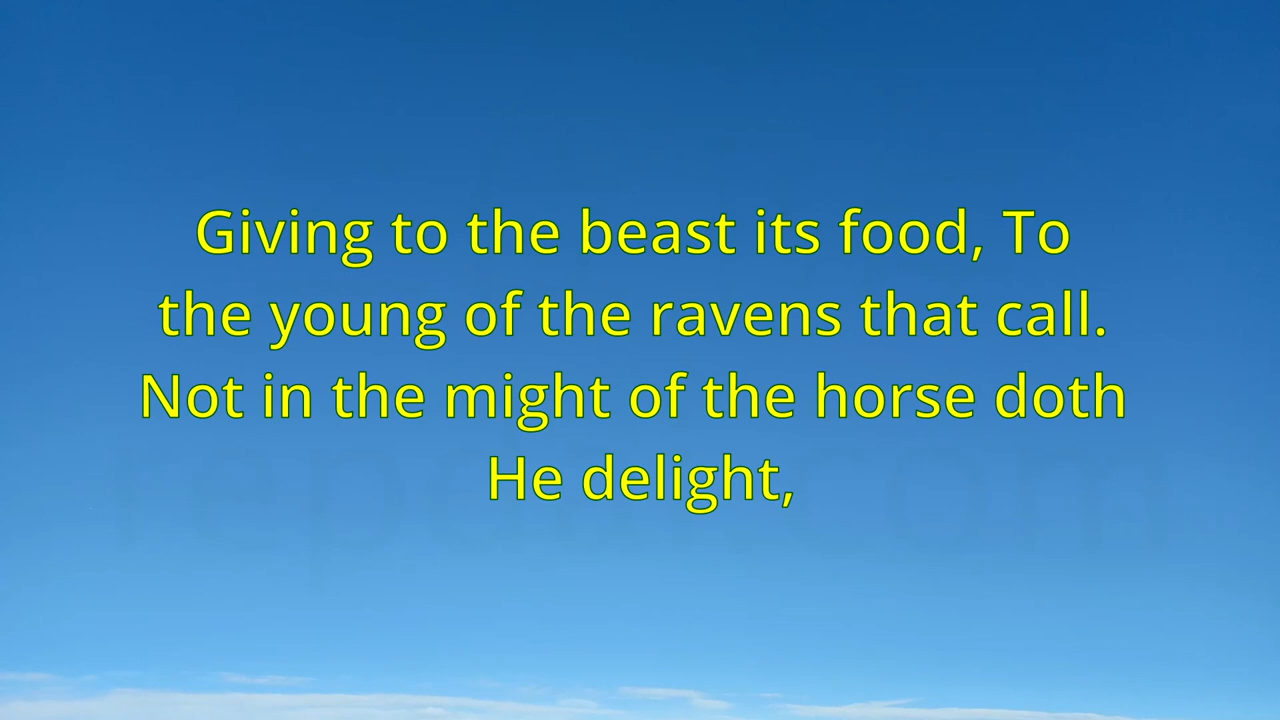 Giving to the beast its food, To
the young of the ravens that call.
Not in the might of the horse doth
He delight,